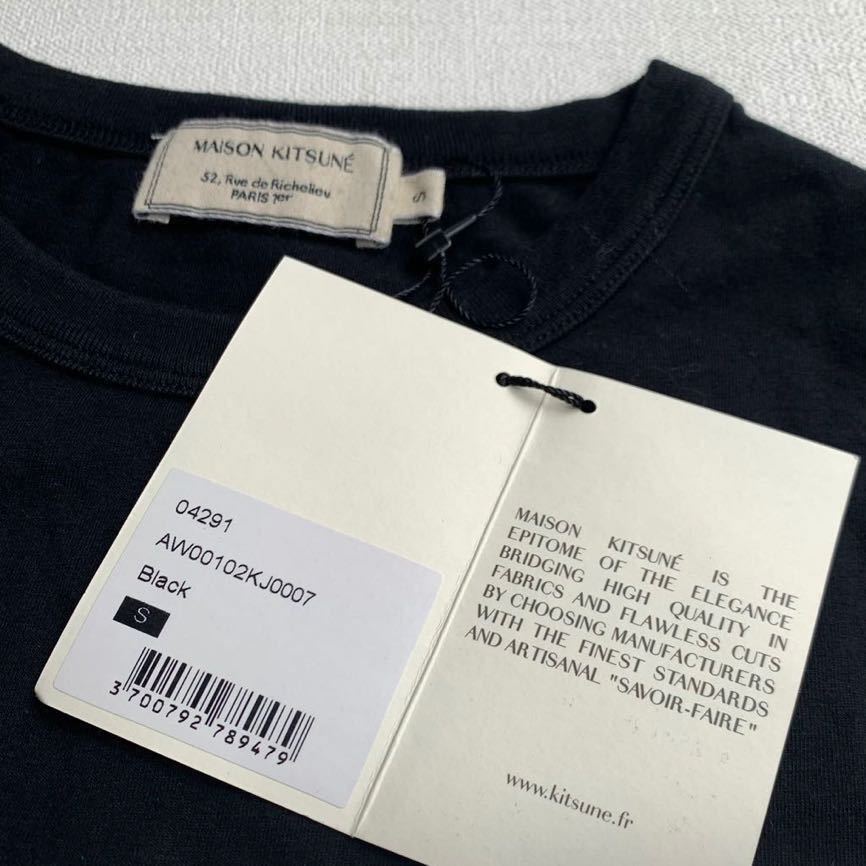 MAISON KITSUNÉ
52, Rue de Richelieu
PARIS 1er
S
04291
AW00102KJ0007
Black
S
3 700792 789479
MAISON KITSUNÉ IS THE
EPITOME OF THE ELEGANCE
BRIDGING HIGH QUALITY IN
FABRICS AND FLAWLESS CUTS
BY CHOOSING MANUFACTURERS
WITH THE FINEST STANDARDS
AND ARTISANAL "SAVOIR-FAIRE"
www.kitsune.fr